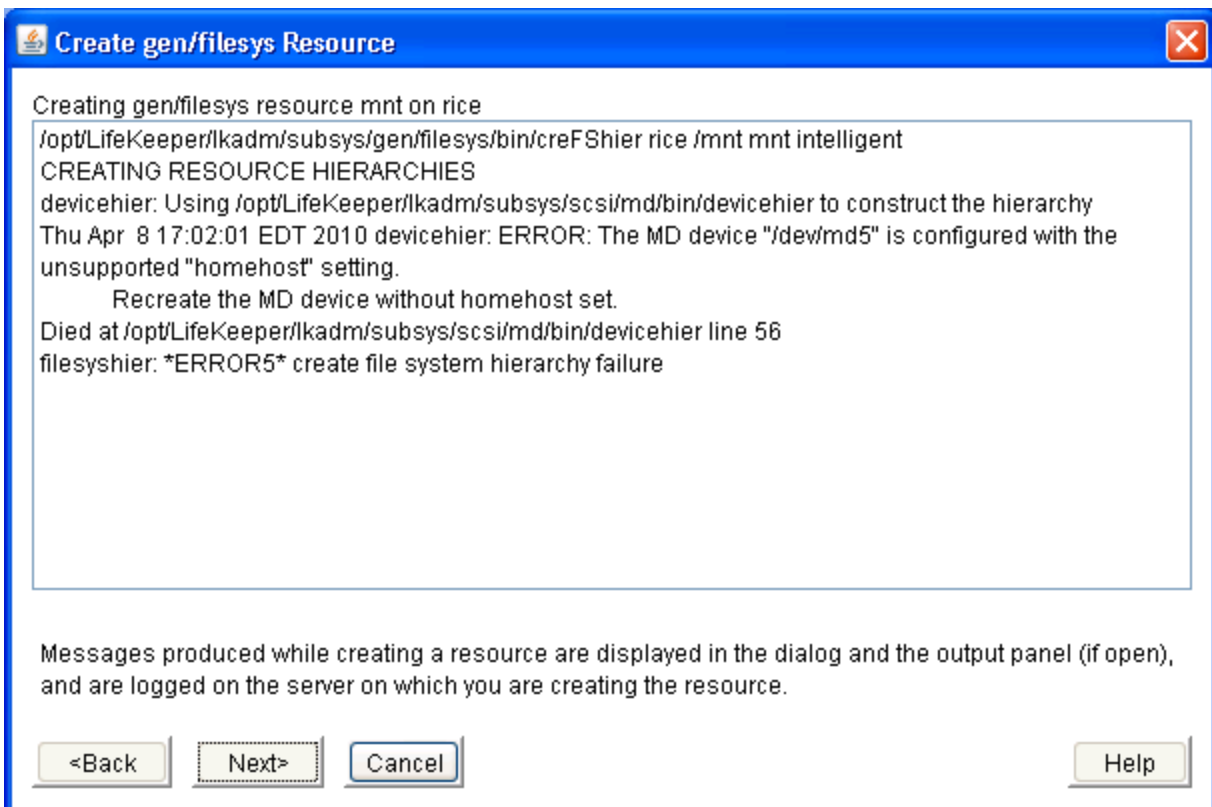 Create gen/filesys Resource
Creating gen/filesys resource mnt on rice
/opt/LifeKeeper/lkadm/subsys/gen/filesys/bin/creFShier rice /mnt mnt intelligent
CREATING RESOURCE HIERARCHIES
devicehier: Using /opt/LifeKeeper/lkadm/subsys/scsi/md/bin/devicehier to construct the hierarchy
Thu Apr  8 17:02:01 EDT 2010 devicehier: ERROR: The MD device "/dev/md5" is configured with the
unsupported "homehost" setting.
Recreate the MD device without homehost set.
Died at /opt/LifeKeeper/lkadm/subsys/scsi/md/bin/devicehier line 56
filesyshier: *ERROR5* create file system hierarchy failure
Messages produced while creating a resource are displayed in the dialog and the output panel (if open),
and are logged on the server on which you are creating the resource.
<Back Next> Cancel Help